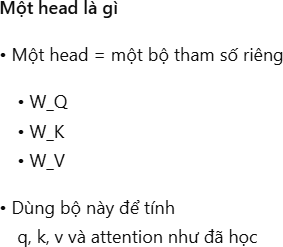 Một head là gì
• Một head = một bộ tham số riêng
• W_Q
• W_K
• W_V
• Dùng bộ này để tính
q, k, v và attention như đã học